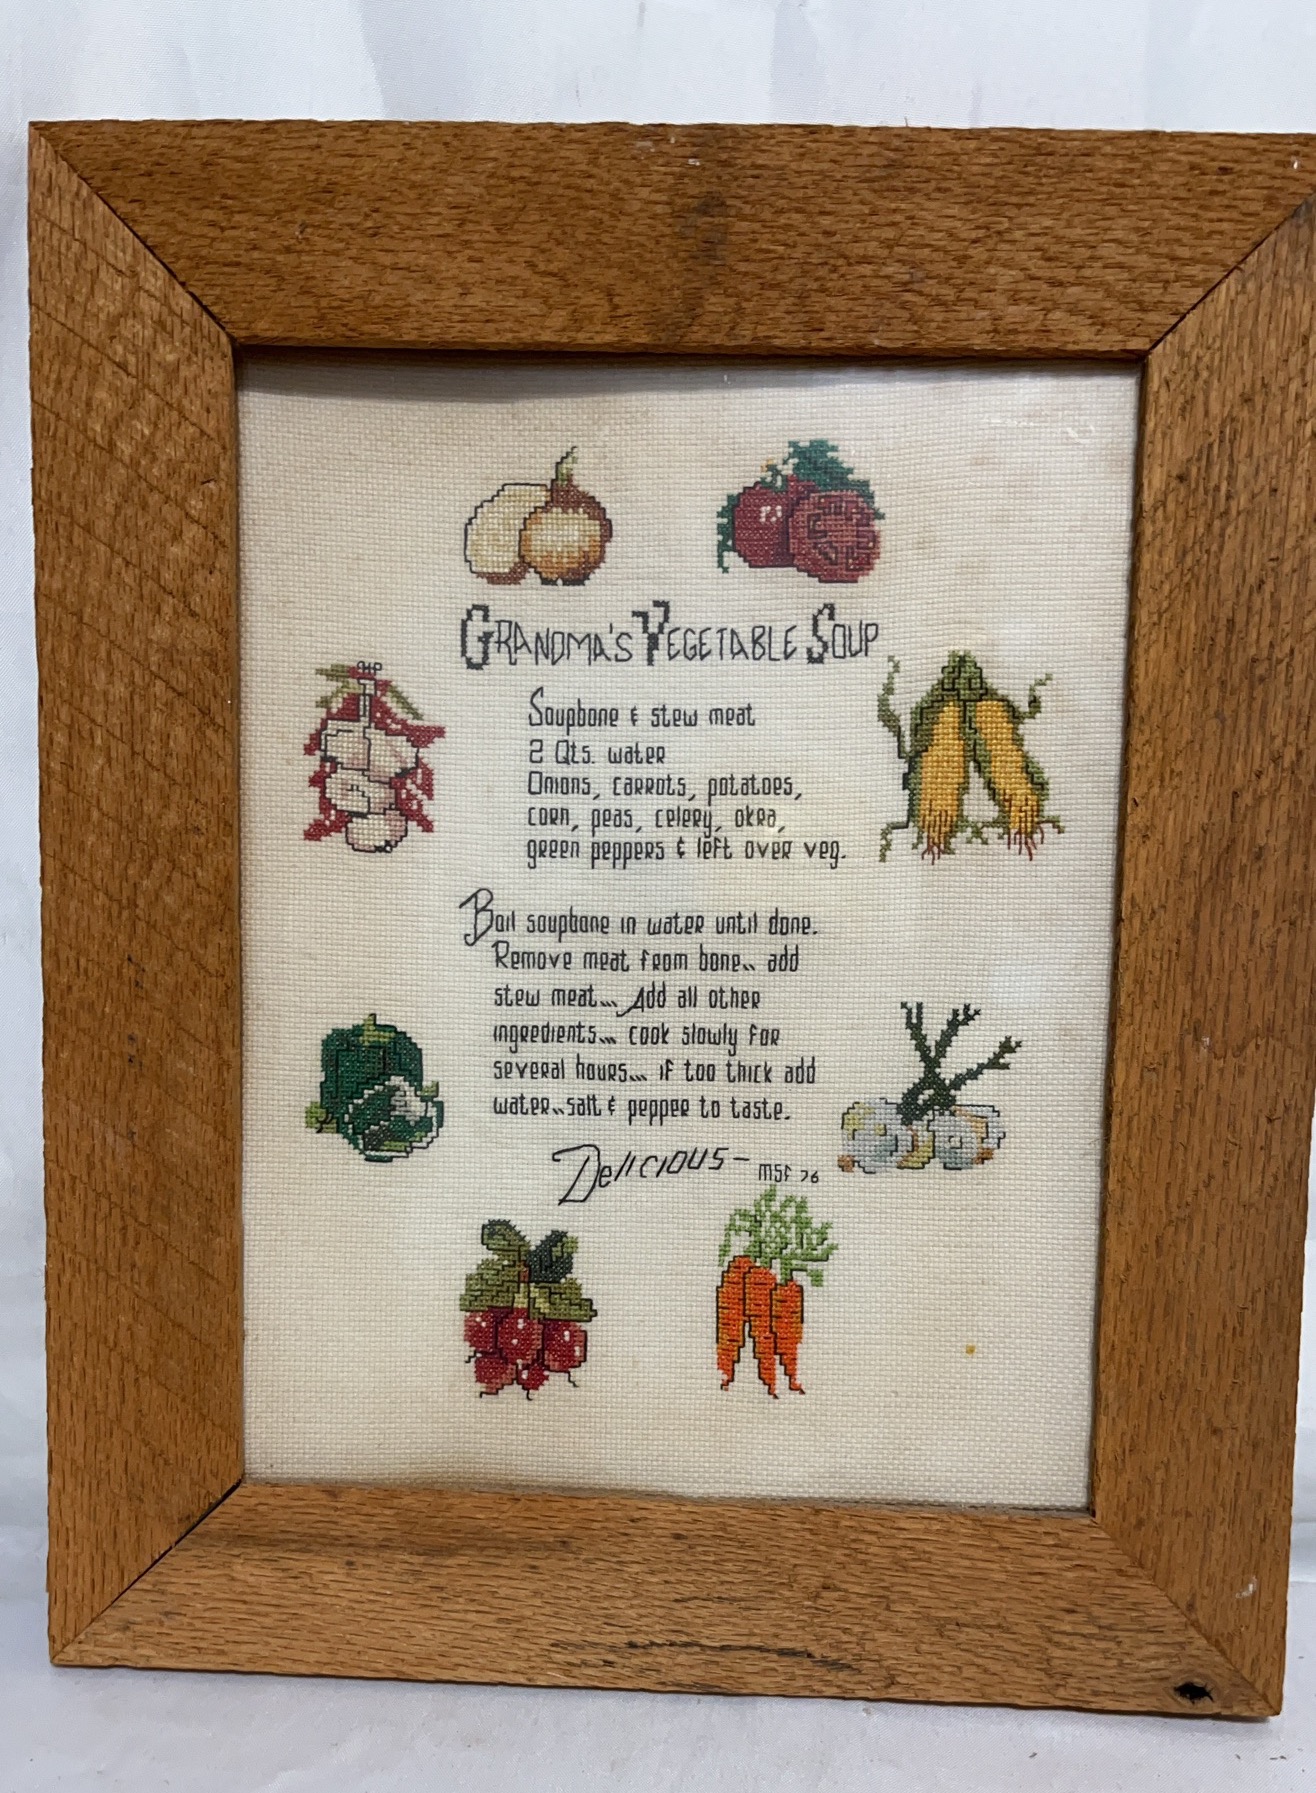 Grandma's Vegetable Soup
Soupbone & stew meat
2 Qts. water
Onions, carrots, potatoes,
corn, peas, celery, okra,
green peppers & left over veg.
Boil soupbone in water until done.
Remove meat from bone.. add
stew meat... Add all other
ingredients... cook slowly for
several hours... if too thick add
water..salt & pepper to taste.
Delicious-